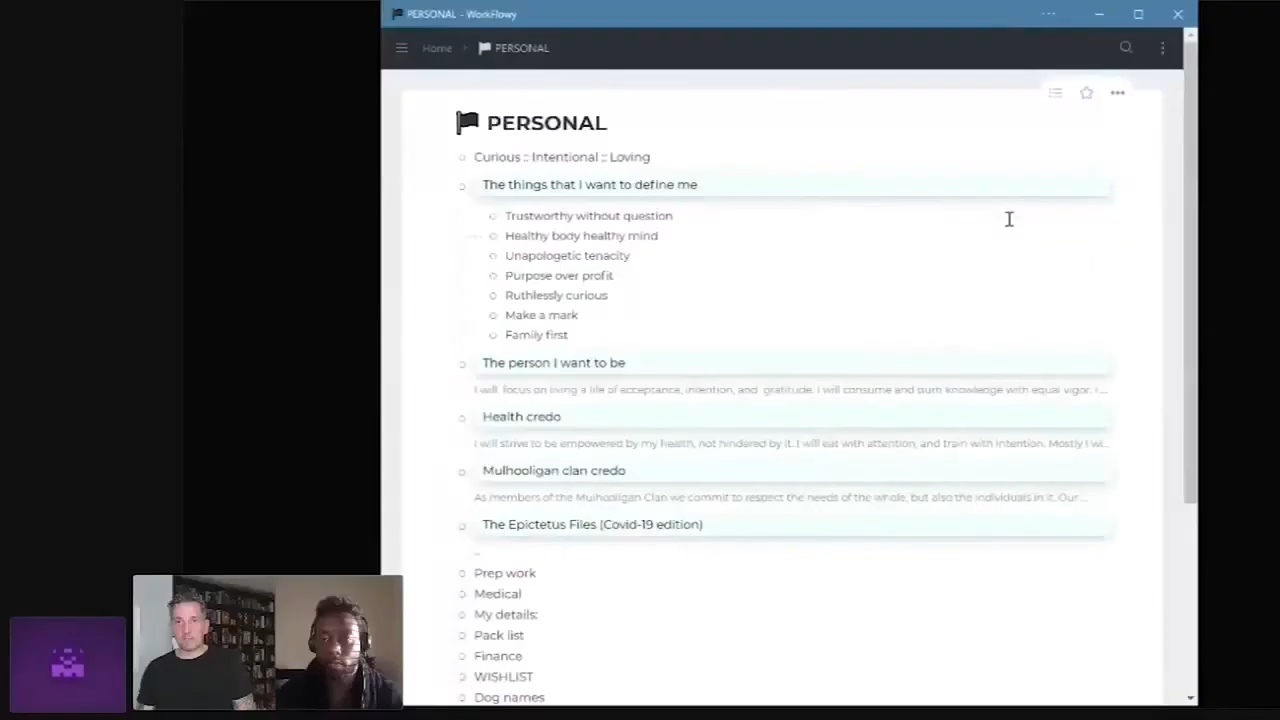 PERSONAL - WorkFlowy
Home > PERSONAL
PERSONAL
Curious :: Intentional :: Loving
The things that I want to define me
Trustworthy without question
Healthy body healthy mind
Unapologetic tenacity
Purpose over profit
Ruthlessly curious
Make a mark
Family first
The person I want to be
I will focus on living a life of acceptance, intention, and gratitude. I will consume and burn knowledge with equal vigor. I ...
Health credo
I will strive to be empowered by my health, not hindered by it. I will eat with attention, and train with intention. Mostly I wi...
Mulhooligan clan credo
As members of the Mulhooligan Clan we commit to respect the needs of the whole, but also the individuals in it. Our ...
The Epictetus Files (Covid-19 edition)
Prep work
Medical
My details:
Pack list
Finance
WISHLIST
Dog names